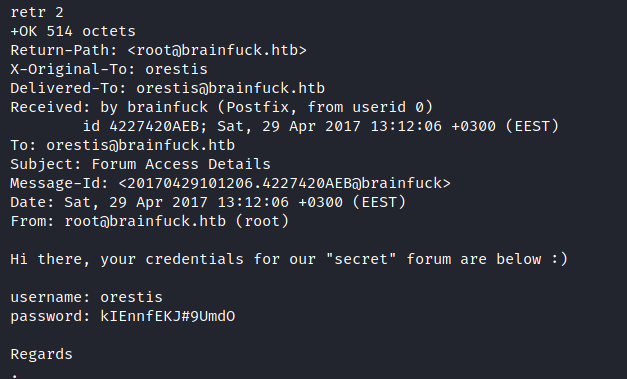 retr 2
+OK 514 octets
Return-Path: <root@brainfuck.htb>
X-Original-To: orestis
Delivered-To: orestis@brainfuck.htb
Received: by brainfuck (Postfix, from userid 0)
        id 4227420AEB; Sat, 29 Apr 2017 13:12:06 +0300 (EEST)
To: orestis@brainfuck.htb
Subject: Forum Access Details
Message-Id: <20170429101206.4227420AEB@brainfuck>
Date: Sat, 29 Apr 2017 13:12:06 +0300 (EEST)
From: root@brainfuck.htb (root)

Hi there, your credentials for our "secret" forum are below :)

username: orestis
password: kIEnnfEKJ#9UmdO

Regards
.